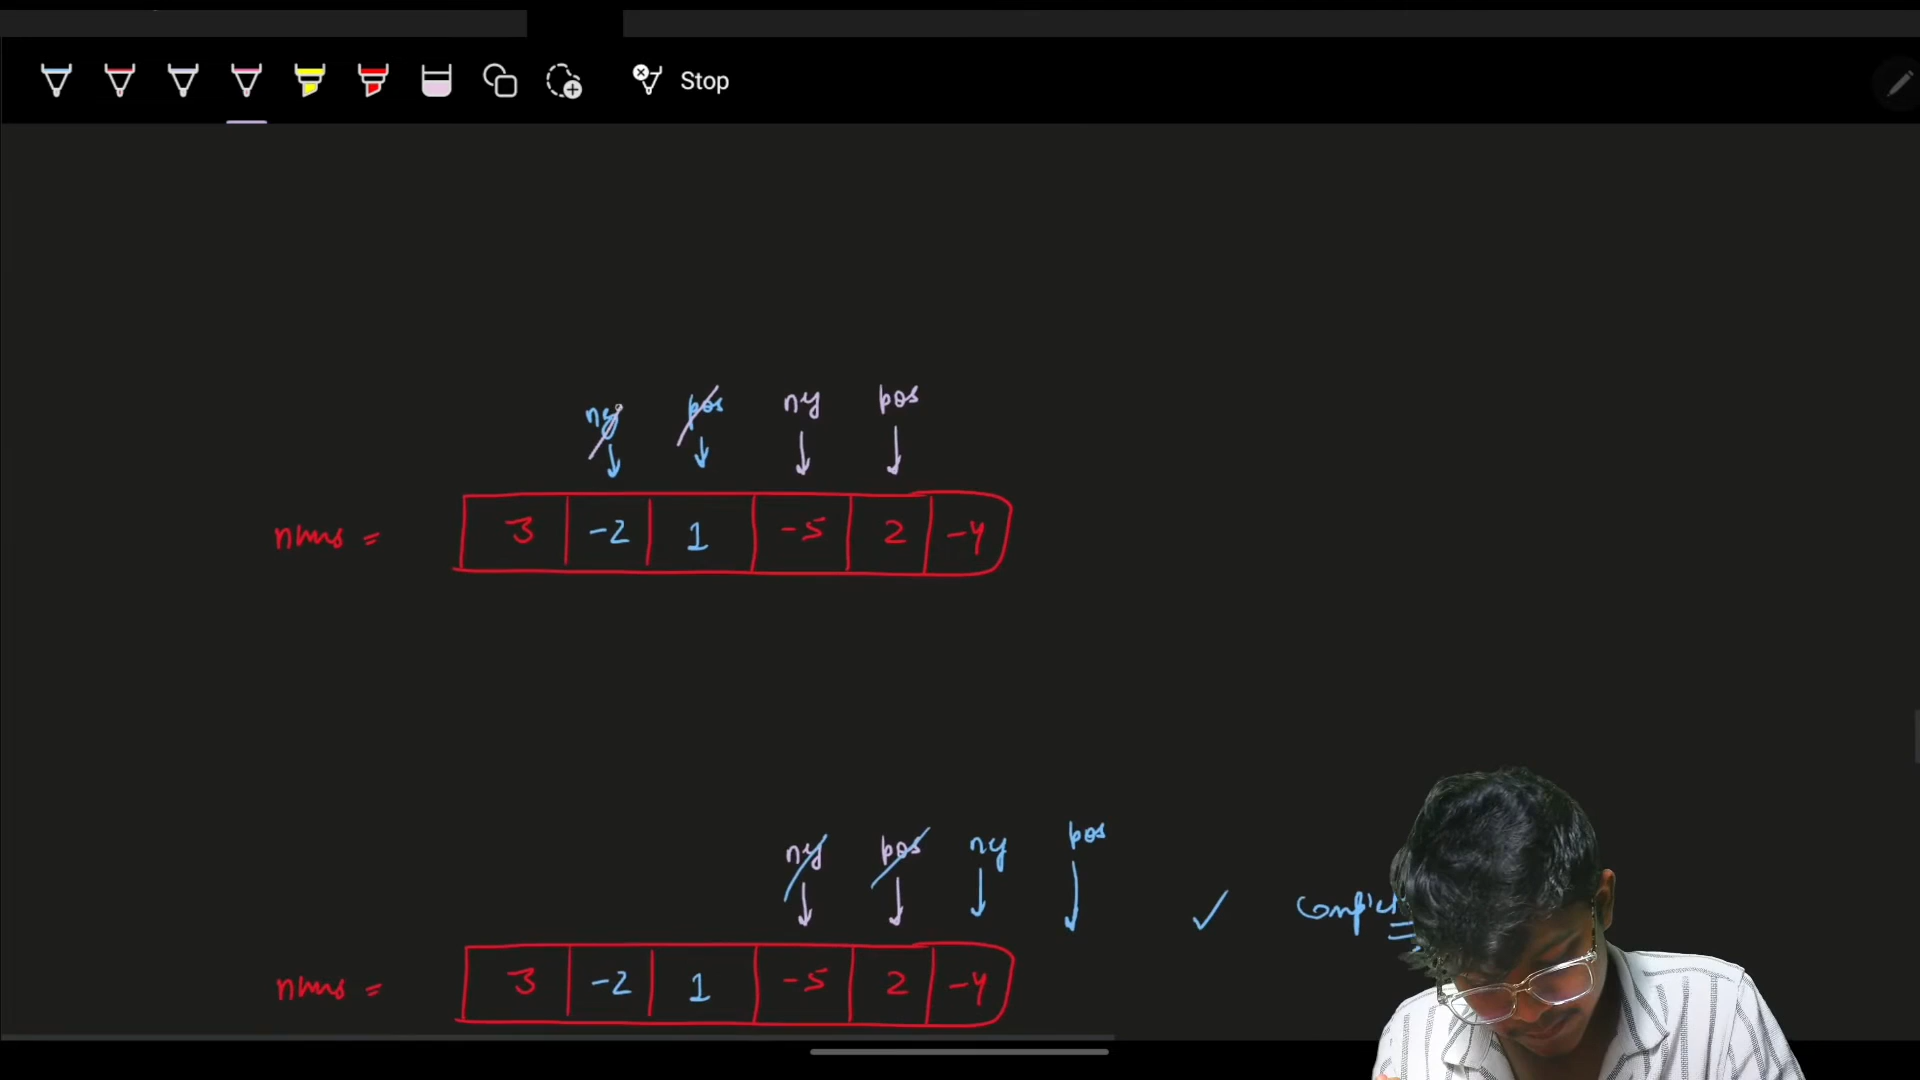 Stop
neg pos neg pos
nums = 3 -2 1 -5 2 -4
neg pos neg pos
✓
nums = 3 -2 1 -5 2 -4